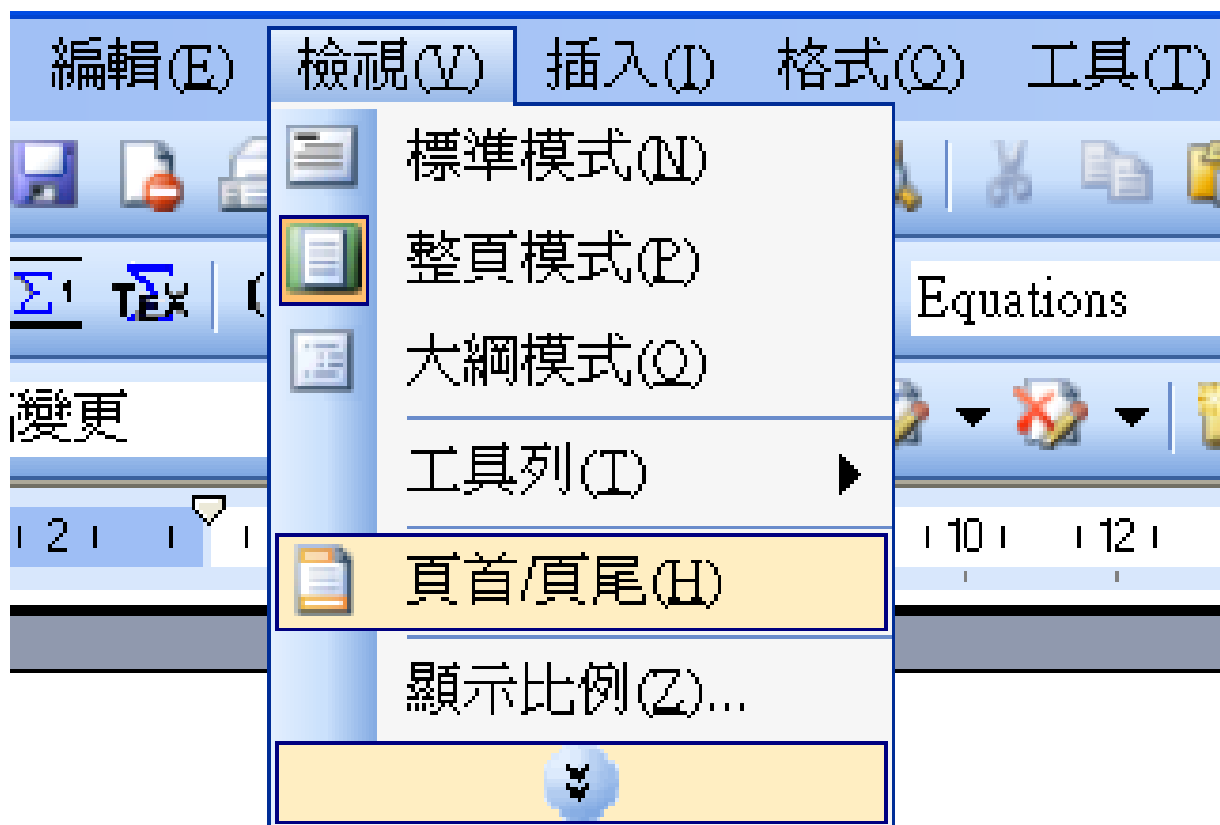 編輯(E) 檢視(V) 插入(I) 格式(O) 工具(T)
標準模式(N)
整頁模式(P)
Σ1 TEX Equations
大綱模式(O)
變更
工具列(T)
2 10 12
頁首/頁尾(H)
顯示比例(Z)...